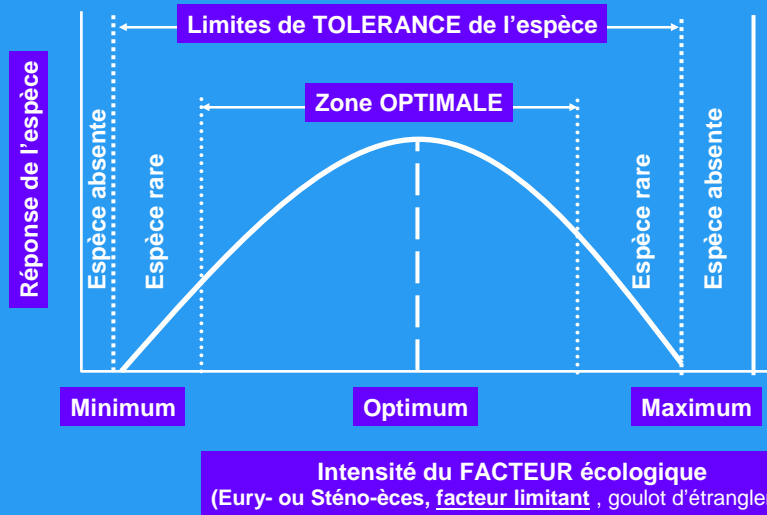 Limites de TOLERANCE de l'espèce
Zone OPTIMALE
Réponse de l'espèce
Espèce absente
Espèce rare
Espèce rare
Espèce absente
Minimum
Optimum
Maximum
Intensité du FACTEUR écologique
(Eury- ou Sténo-èces, facteur limitant , goulot